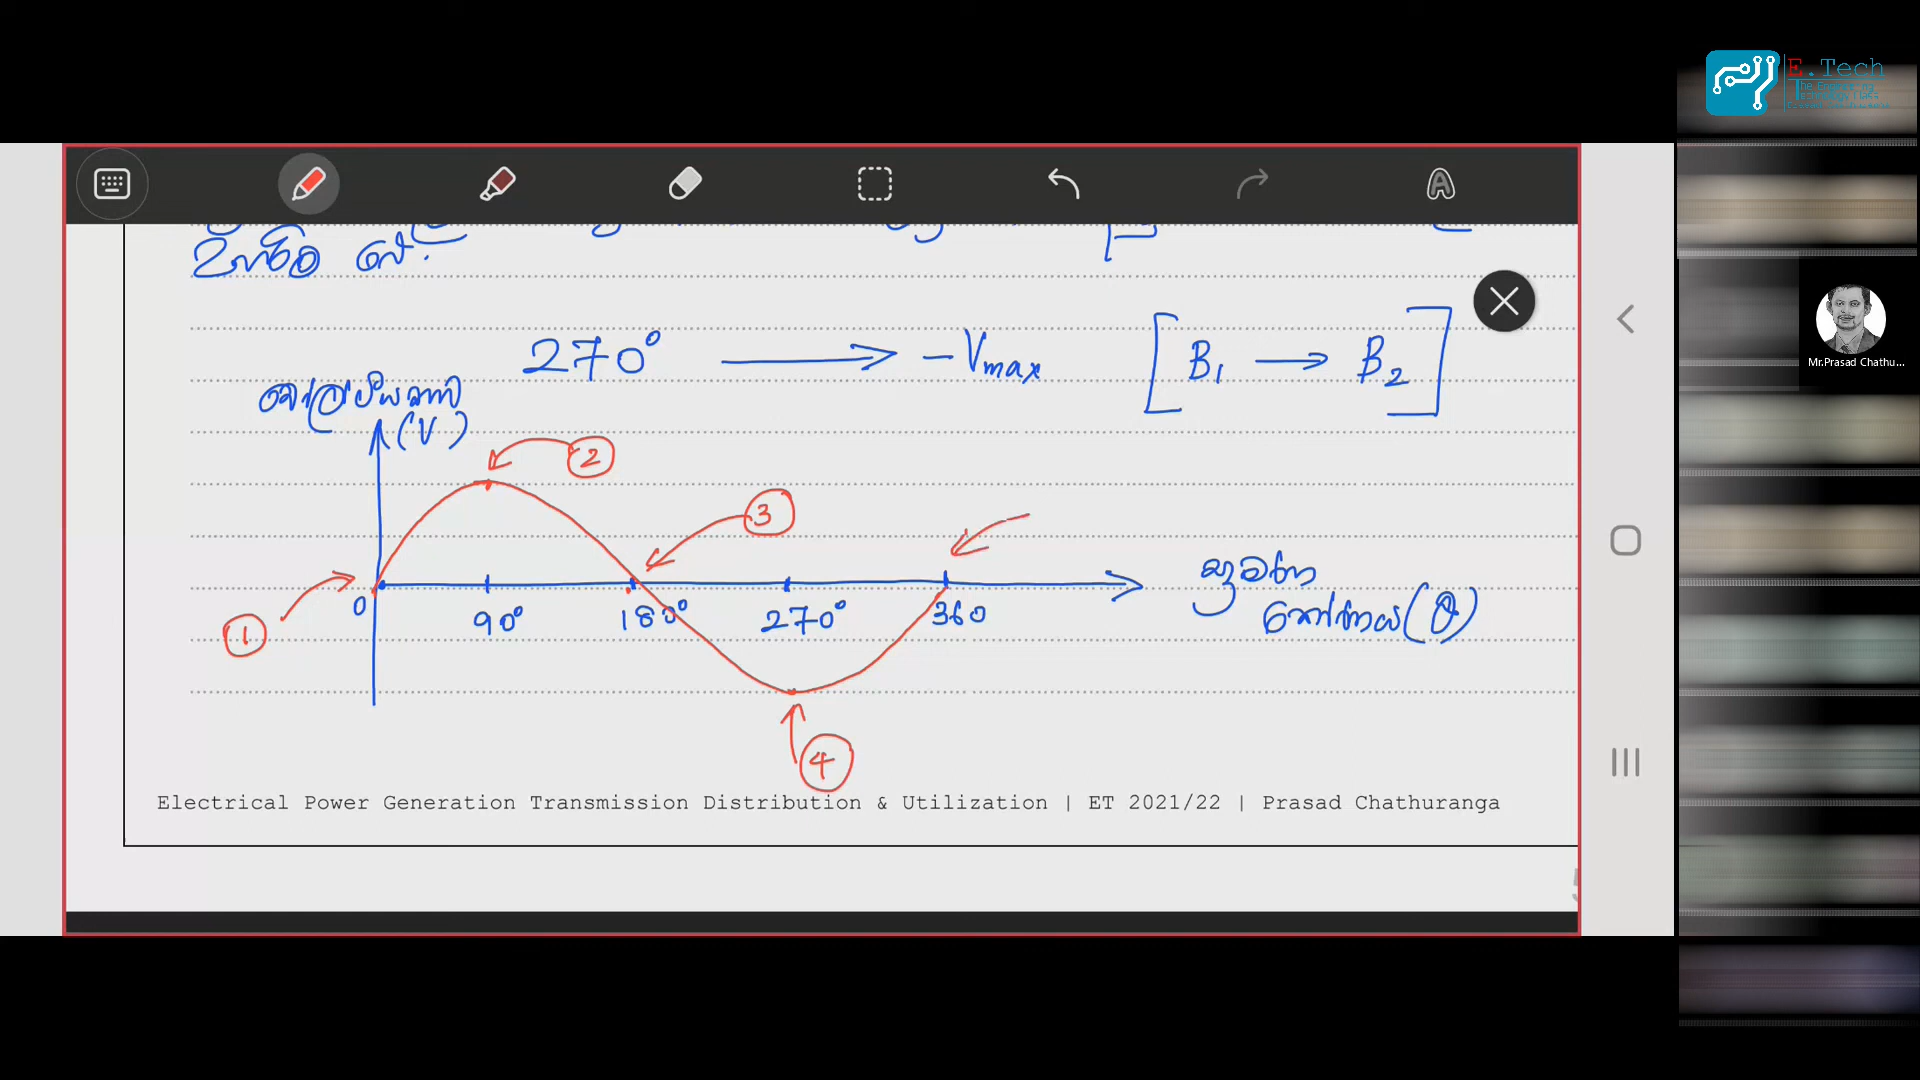 E.Tech
270° → -Vmax [B₁ → B₂]
(V)
②
③
0 90° 180° 270° 360
භ්‍රමණ
කෝණය (θ)
①
④
Electrical Power Generation Transmission Distribution & Utilization | ET 2021/22 | Prasad Chathuranga
Mr.Prasad Chathu...